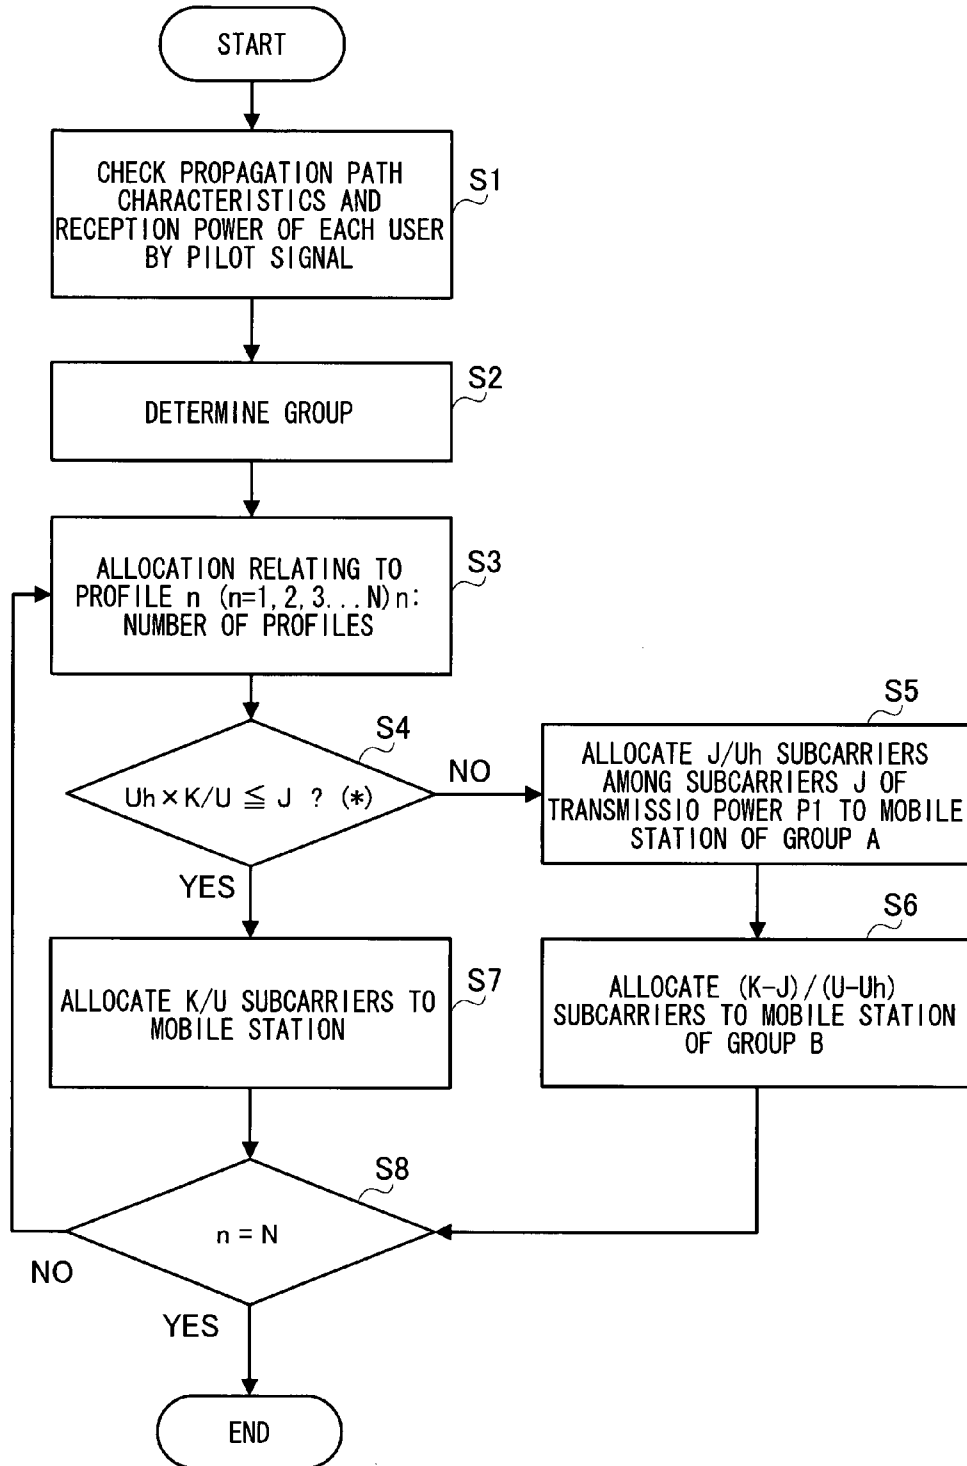 START
CHECK PROPAGATION PATH
CHARACTERISTICS AND
RECEPTION POWER OF EACH USER
BY PILOT SIGNAL
S1
DETERMINE GROUP
S2
ALLOCATION RELATING TO
PROFILE n (n=1,2,3...N)n:
NUMBER OF PROFILES
S3
Uh × K/U ≦ J ? (*)
S4
NO
YES
ALLOCATE J/Uh SUBCARRIERS
AMONG SUBCARRIERS J OF
TRANSMISSIO POWER P1 TO MOBILE
STATION OF GROUP A
S5
ALLOCATE (K-J)/(U-Uh)
SUBCARRIERS TO MOBILE STATION
OF GROUP B
S6
ALLOCATE K/U SUBCARRIERS TO
MOBILE STATION
S7
n = N
S8
NO
YES
END